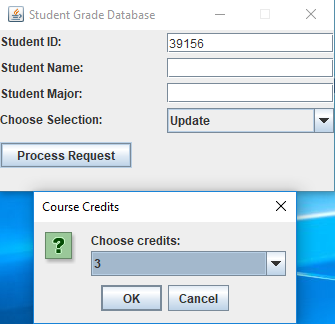 Student Grade Database
Student ID: 39156
Student Name:
Student Major:
Choose Selection: Update
Process Request
Course Credits
? Choose credits:
3
OK Cancel